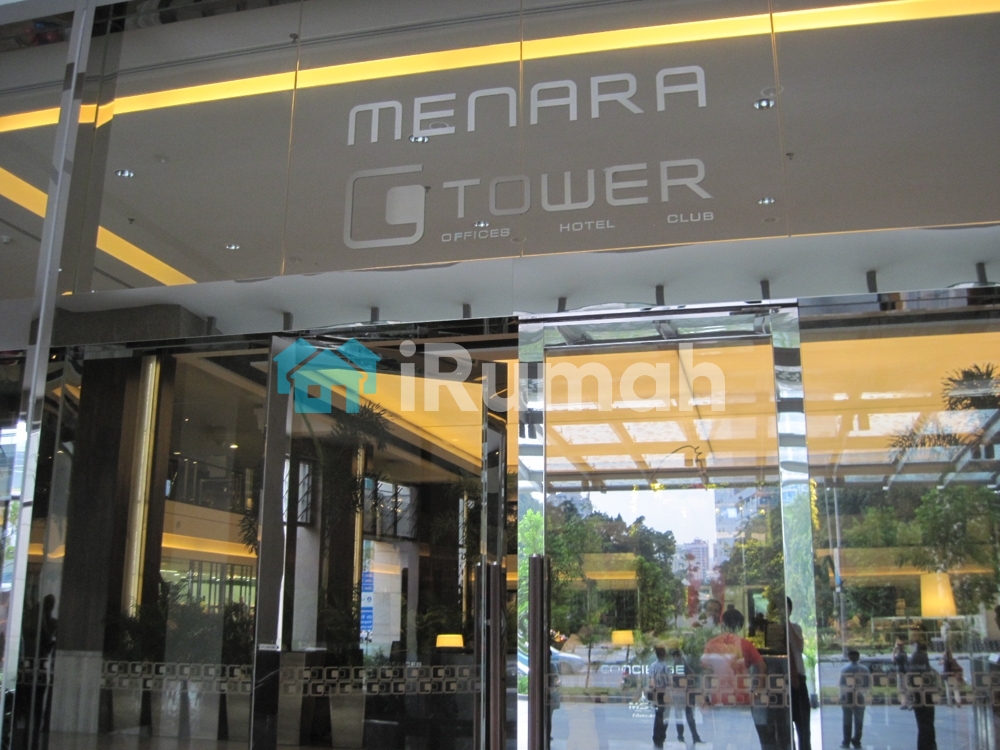 MENARA
G TOWER
OFFICES HOTEL CLUB
iRumah
CONCIERGE